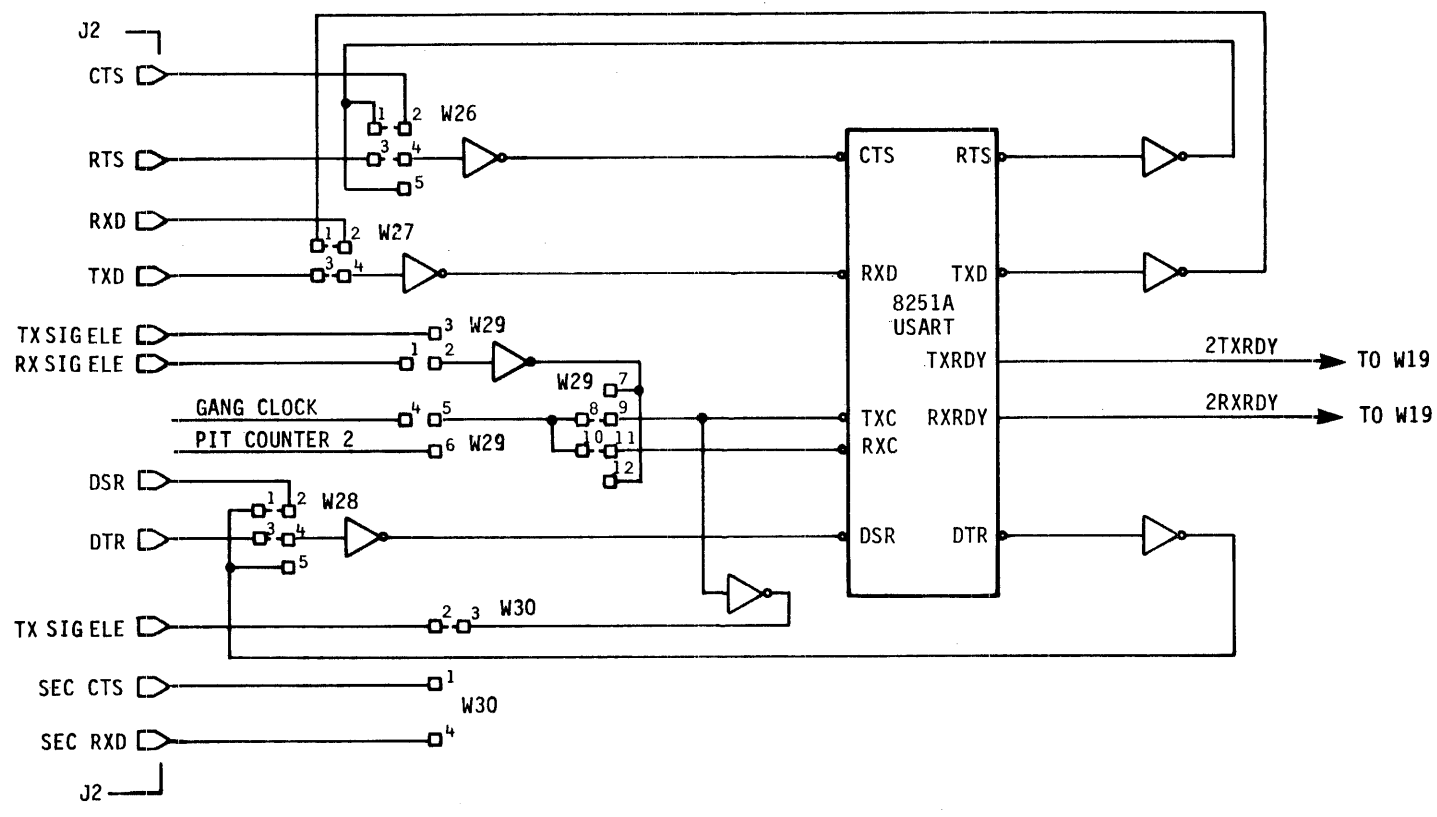 J2
CTS
1 2 W26
RTS
3 4
5
CTS RTS
RXD
1 2 W27
TXD
3 4
RXD TXD
8251A
USART
TX SIG ELE
3 W29
RX SIG ELE
1 2
TXRDY 2TXRDY TO W19
W29 7
GANG CLOCK
4 5
8 9
TXC RXRDY 2RXRDY TO W19
PIT COUNTER 2
6 W29
10 11
RXC
12
DSR
1 2 W28
DTR
3 4
5
DSR DTR
TX SIG ELE
2 3 W30
SEC CTS
1
W30
SEC RXD
4
J2